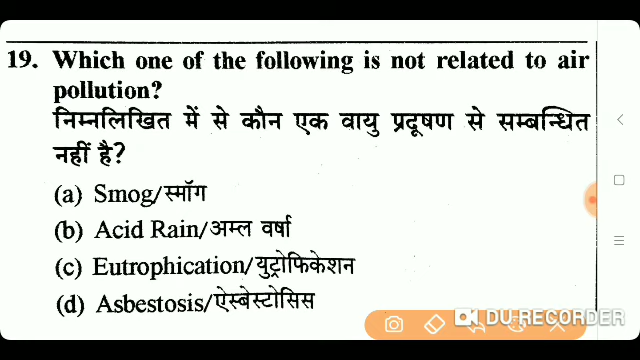 19. Which one of the following is not related to air
pollution?
निम्नलिखित में से कौन एक वायु प्रदूषण से सम्बन्धित
नहीं है?
(a) Smog/स्मॉग
(b) Acid Rain/अम्ल वर्षा
(c) Eutrophication/युट्रोफिकेशन
(d) Asbestosis/ऐस्बेस्टोसिस
DU RECORDER